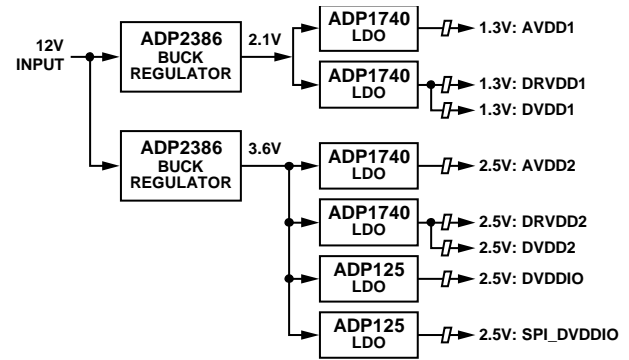 12V
INPUT
ADP2386
BUCK
REGULATOR
2.1V
ADP1740
LDO
1.3V: AVDD1
ADP1740
LDO
1.3V: DRVDD1
1.3V: DVDD1
ADP2386
BUCK
REGULATOR
3.6V
ADP1740
LDO
2.5V: AVDD2
ADP1740
LDO
2.5V: DRVDD2
2.5V: DVDD2
ADP125
LDO
2.5V: DVDDIO
ADP125
LDO
2.5V: SPI_DVDDIO